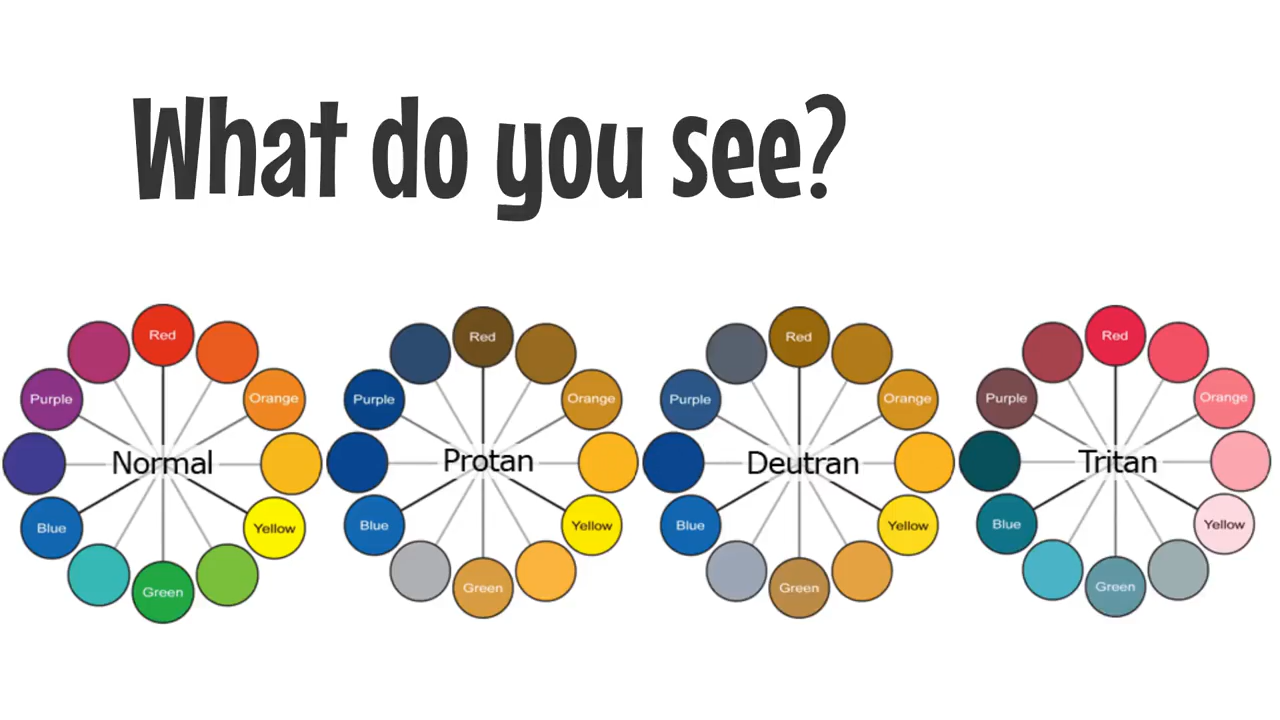 What do you see?
Red
Purple
Orange
Normal
Blue
Yellow
Green
Red
Purple
Orange
Protan
Blue
Yellow
Green
Red
Purple
Orange
Deutran
Blue
Yellow
Green
Red
Purple
Orange
Tritan
Blue
Yellow
Green